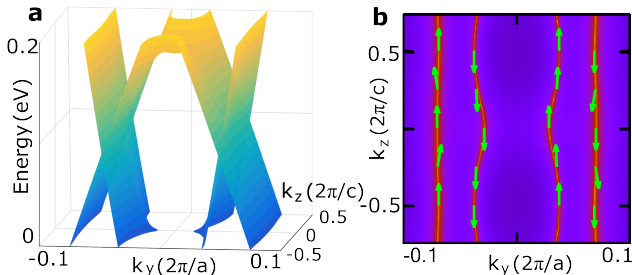 a
0.2
Energy (eV)
0
-0.1
k_y (2π/a)
0.1
k_z (2π/c)
0.5
0
-0.5
b
0.5
k_z (2π/c)
-0.5
-0.1
k_y (2π/a)
0.1